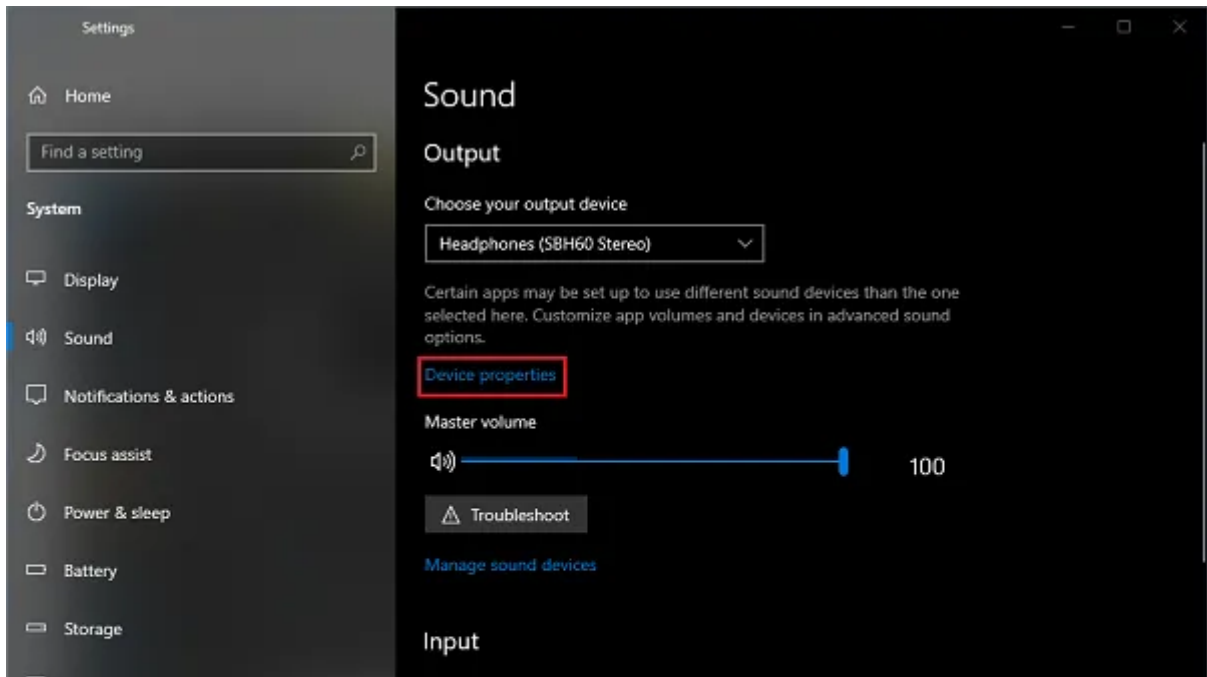 Settings
Home
Find a setting
System
Display
Sound
Notifications & actions
Focus assist
Power & sleep
Battery
Storage
Sound
Output
Choose your output device
Headphones (SBH60 Stereo)
Certain apps may be set up to use different sound devices than the one
selected here. Customize app volumes and devices in advanced sound
options.
Device properties
Master volume
100
Troubleshoot
Manage sound devices
Input